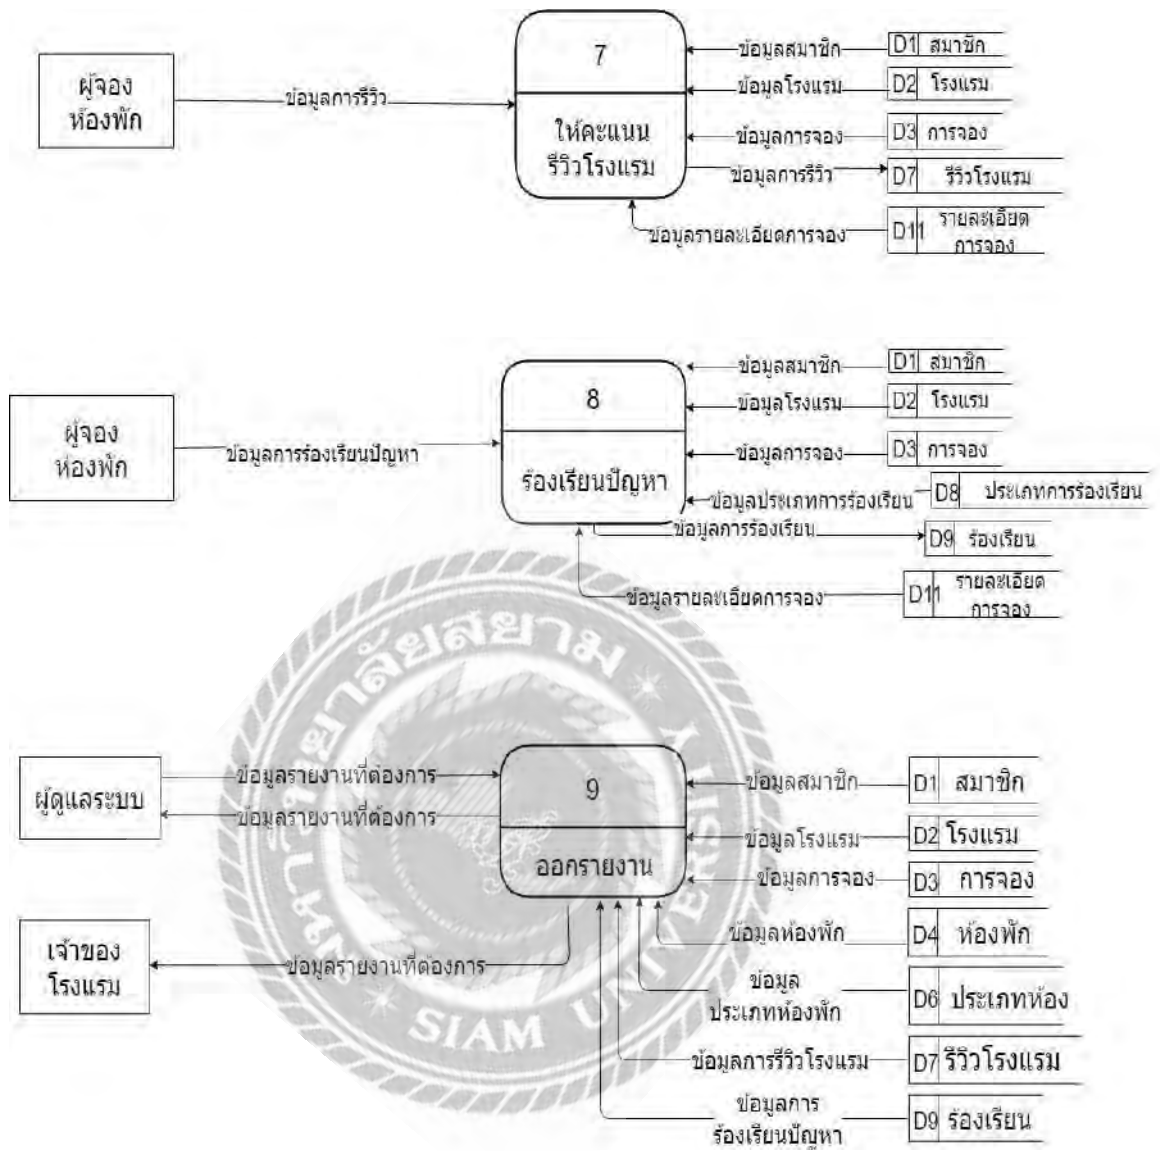 7
ให้คะแนน
รีวิวโรงแรม
ผู้จอง
ห้องพัก
ข้อมูลการรีวิว
ข้อมูลสมาชิก
D1 สมาชิก
ข้อมูลโรงแรม
D2 โรงแรม
ข้อมูลการจอง
D3 การจอง
ข้อมูลการรีวิว
D7 รีวิวโรงแรม
ข้อมูลรายละเอียดการจอง
D11 รายละเอียด
การจอง
8
ร้องเรียนปัญหา
ผู้จอง
ห้องพัก
ข้อมูลการร้องเรียนปัญหา
ข้อมูลสมาชิก
D1 สมาชิก
ข้อมูลโรงแรม
D2 โรงแรม
ข้อมูลการจอง
D3 การจอง
ข้อมูลประเภทการร้องเรียน
D8 ประเภทการร้องเรียน
ข้อมูลการร้องเรียน
D9 ร้องเรียน
ข้อมูลรายละเอียดการจอง
D11 รายละเอียด
การจอง
มหาวิทยาลัยสยาม
SIAM UNIVERSITY
9
ออกรายงาน
ผู้ดูแลระบบ
ข้อมูลรายงานที่ต้องการ
ข้อมูลรายงานที่ต้องการ
เจ้าของ
โรงแรม
ข้อมูลรายงานที่ต้องการ
ข้อมูลสมาชิก
D1 สมาชิก
ข้อมูลโรงแรม
D2 โรงแรม
ข้อมูลการจอง
D3 การจอง
ข้อมูลห้องพัก
D4 ห้องพัก
ข้อมูล
ประเภทห้องพัก
D6 ประเภทห้อง
ข้อมูลการรีวิวโรงแรม
D7 รีวิวโรงแรม
ข้อมูลการ
ร้องเรียนปัญหา
D9 ร้องเรียน